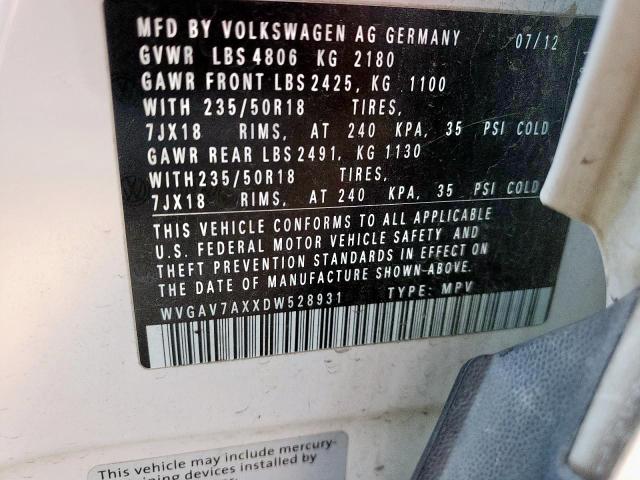 MFD BY VOLKSWAGEN AG GERMANY 07/12
GVWR LBS 4806 KG 2180
GAWR FRONT LBS 2425, KG 1100
WITH 235/50R18 TIRES,
7JX18 RIMS, AT 240 KPA, 35 PSI COLD
GAWR REAR LBS 2491, KG 1130
WITH 235/50R18 TIRES,
7JX18 RIMS, AT 240 KPA, 35 PSI COLD
THIS VEHICLE CONFORMS TO ALL APPLICABLE
U.S. FEDERAL MOTOR VEHICLE SAFETY AND
THEFT PREVENTION STANDARDS IN EFFECT ON
THE DATE OF MANUFACTURE SHOWN ABOVE.
WVGAV7AXXDW528931 TYPE: MPV
This vehicle may include mercury-
devices installed by